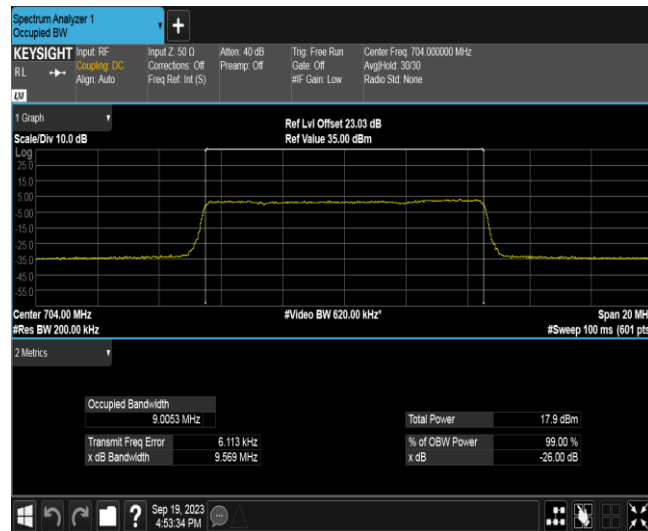 Spectrum Analyzer 1
Occupied BW
+
KEYSIGHT
RL
LXI
Input: RF
Coupling: DC
Align: Auto
Input Z: 50 Ω
Corrections: Off
Freq Ref: Int (S)
Atten: 40 dB
Preamp: Off
Trig: Free Run
Gate: Off
#IF Gain: Low
Center Freq: 704.000000 MHz
Avg|Hold: 30/30
Radio Std: None
1 Graph
Scale/Div 10.0 dB
Ref Lvl Offset 23.03 dB
Ref Value 35.00 dBm
Log
25.0
15.0
5.00
-5.00
-15.0
-25.0
-35.0
-45.0
-55.0
Center 704.00 MHz
#Res BW 200.00 kHz
#Video BW 620.00 kHz*
Span 20 MH
#Sweep 100 ms (601 pts
2 Metrics
Occupied Bandwidth
9.0053 MHz
Transmit Freq Error 6.113 kHz
x dB Bandwidth 9.569 MHz
Total Power 17.9 dBm
% of OBW Power 99.00 %
x dB -26.00 dB
?
Sep 19, 2023
4:53:34 PM